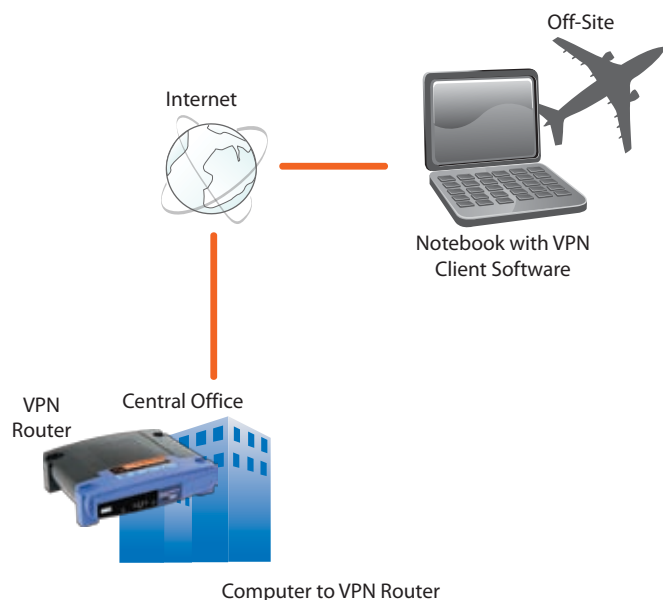 Off-Site
Internet
Notebook with VPN
Client Software
VPN
Router
Central Office
Computer to VPN Router